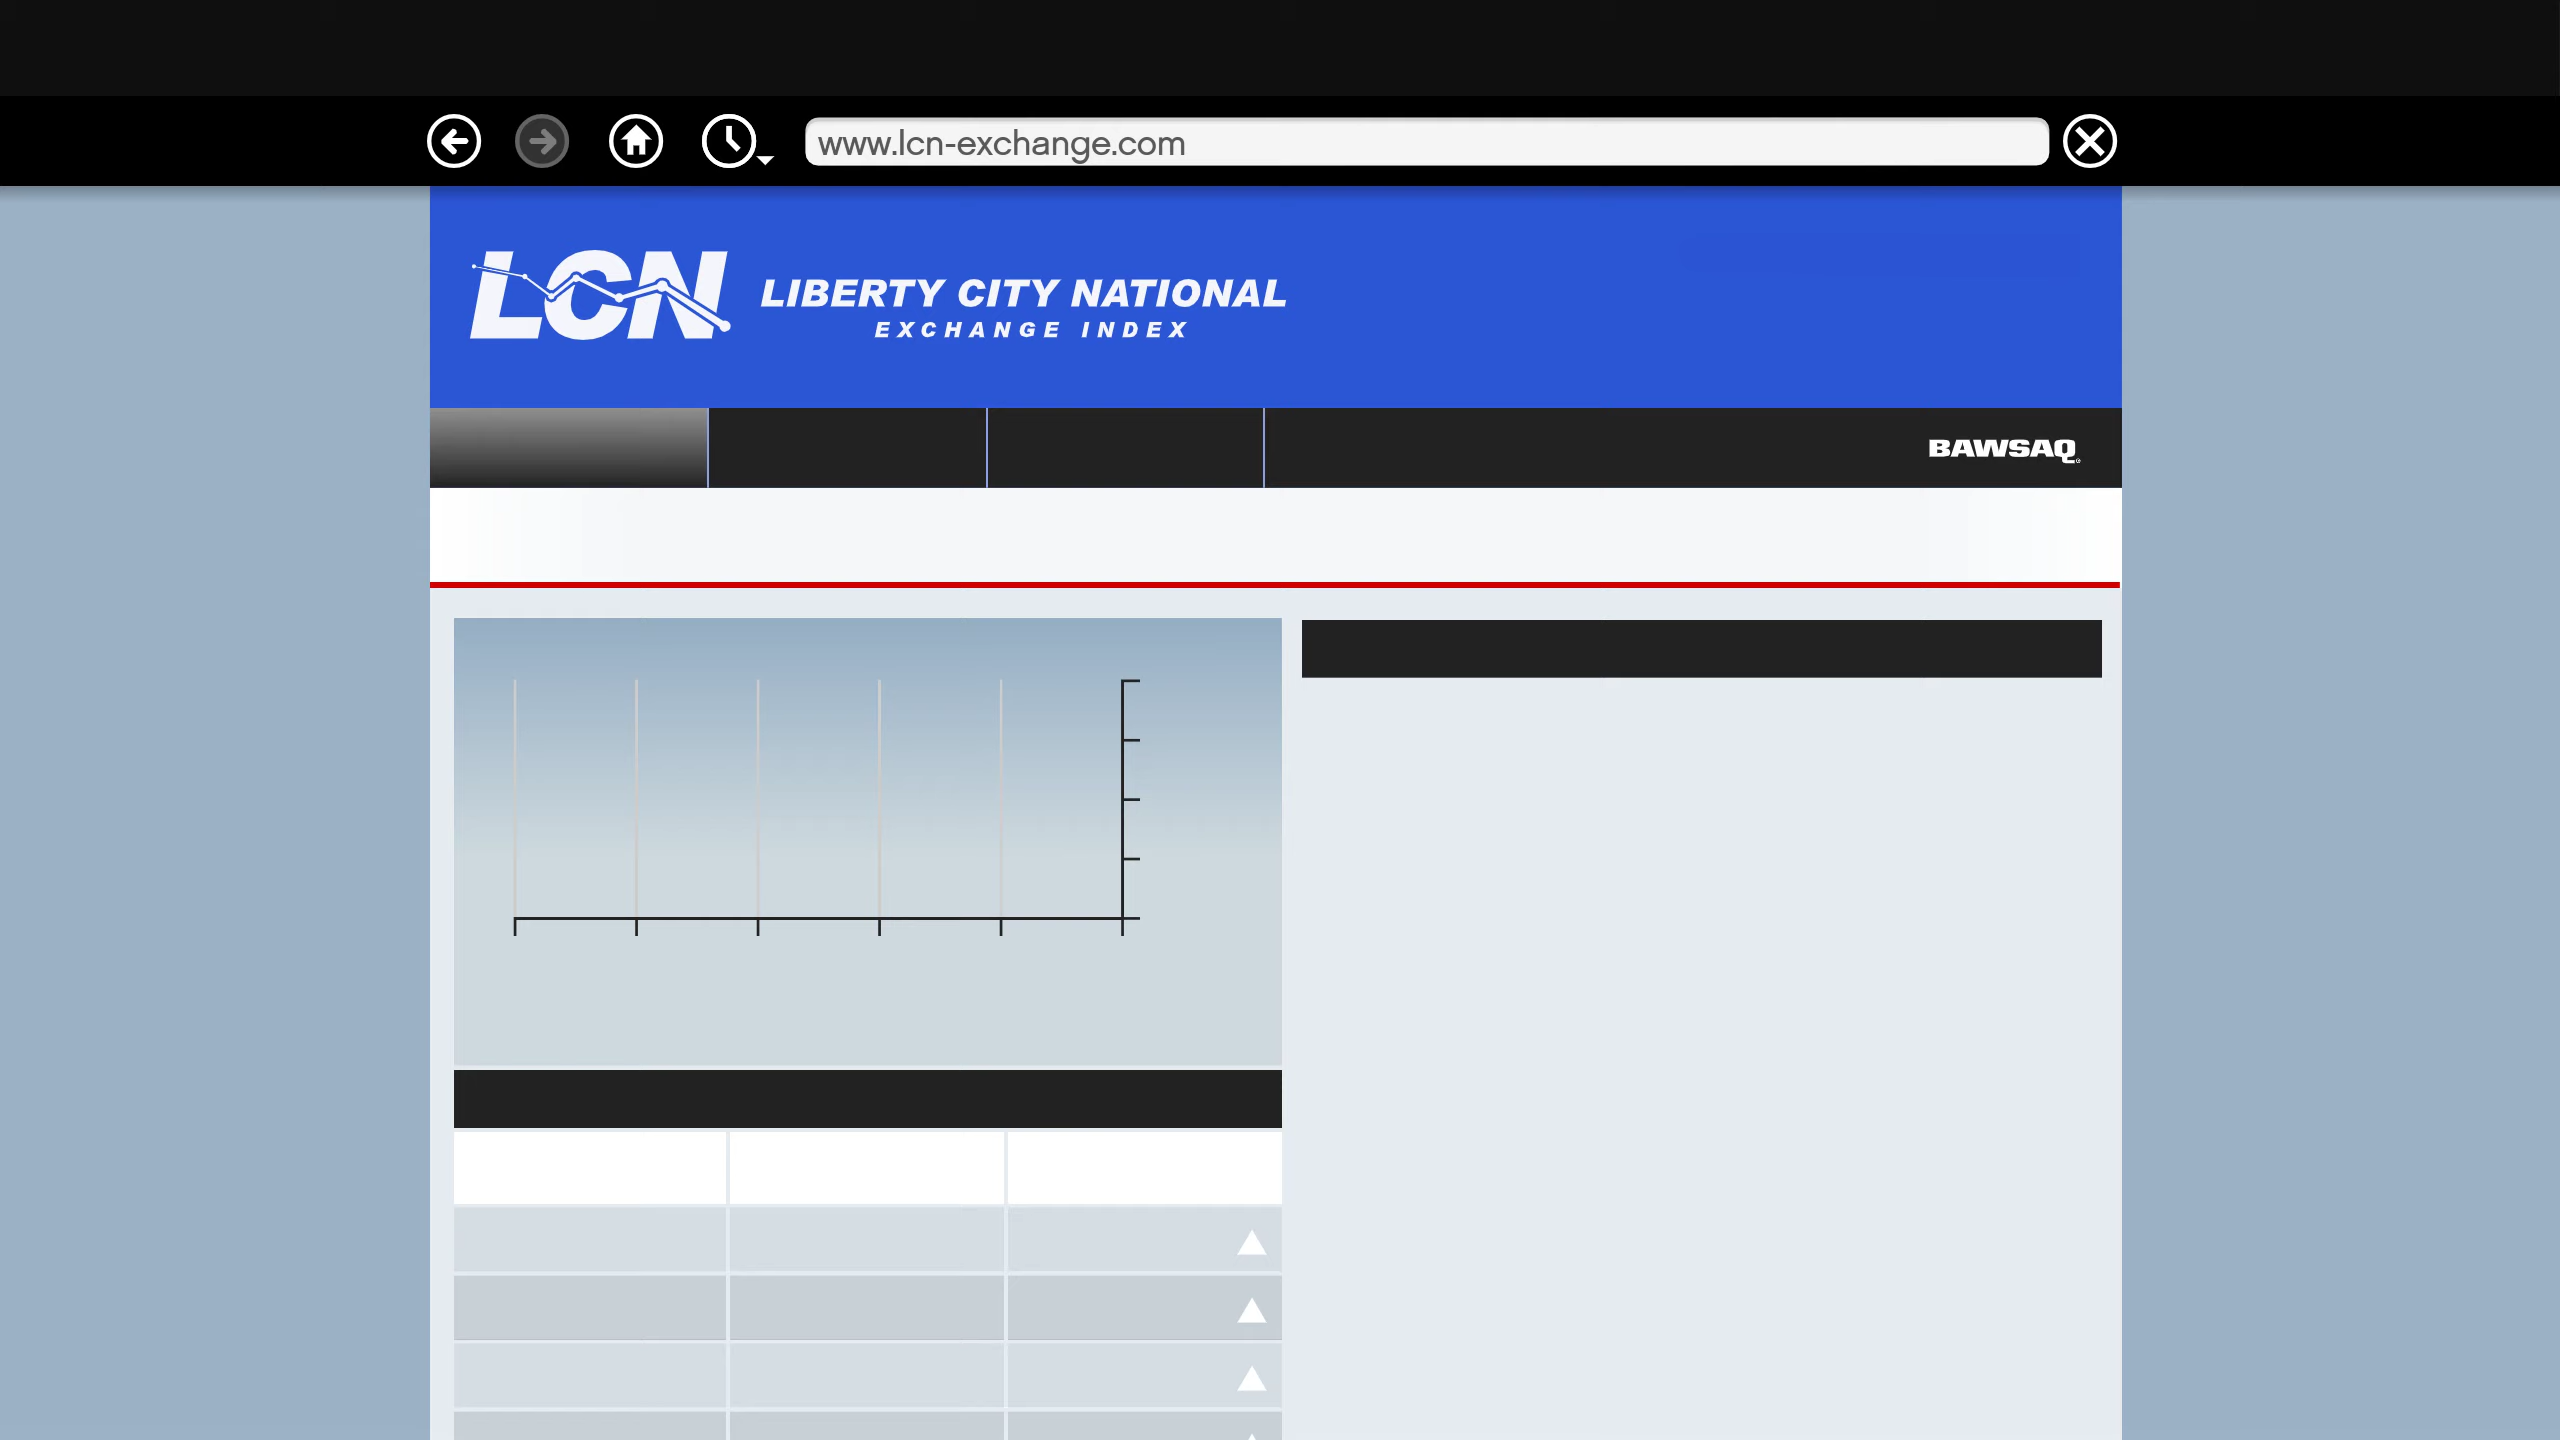 www.lcn-exchange.com
LCN
LIBERTY CITY NATIONAL
EXCHANGE INDEX
BAWSAQ